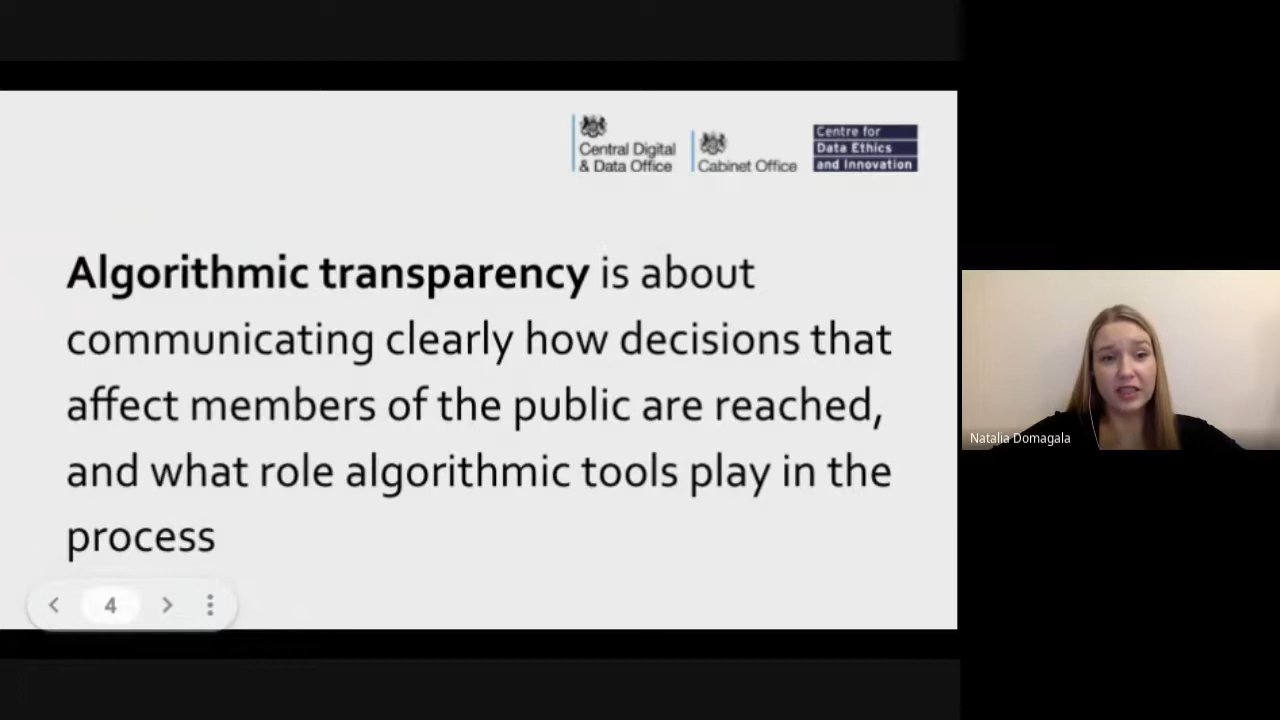 Central Digital
& Data Office
Cabinet Office
Centre for
Data Ethics
and Innovation
Algorithmic transparency is about
communicating clearly how decisions that
affect members of the public are reached,
and what role algorithmic tools play in the
process
4
Natalia Domagala